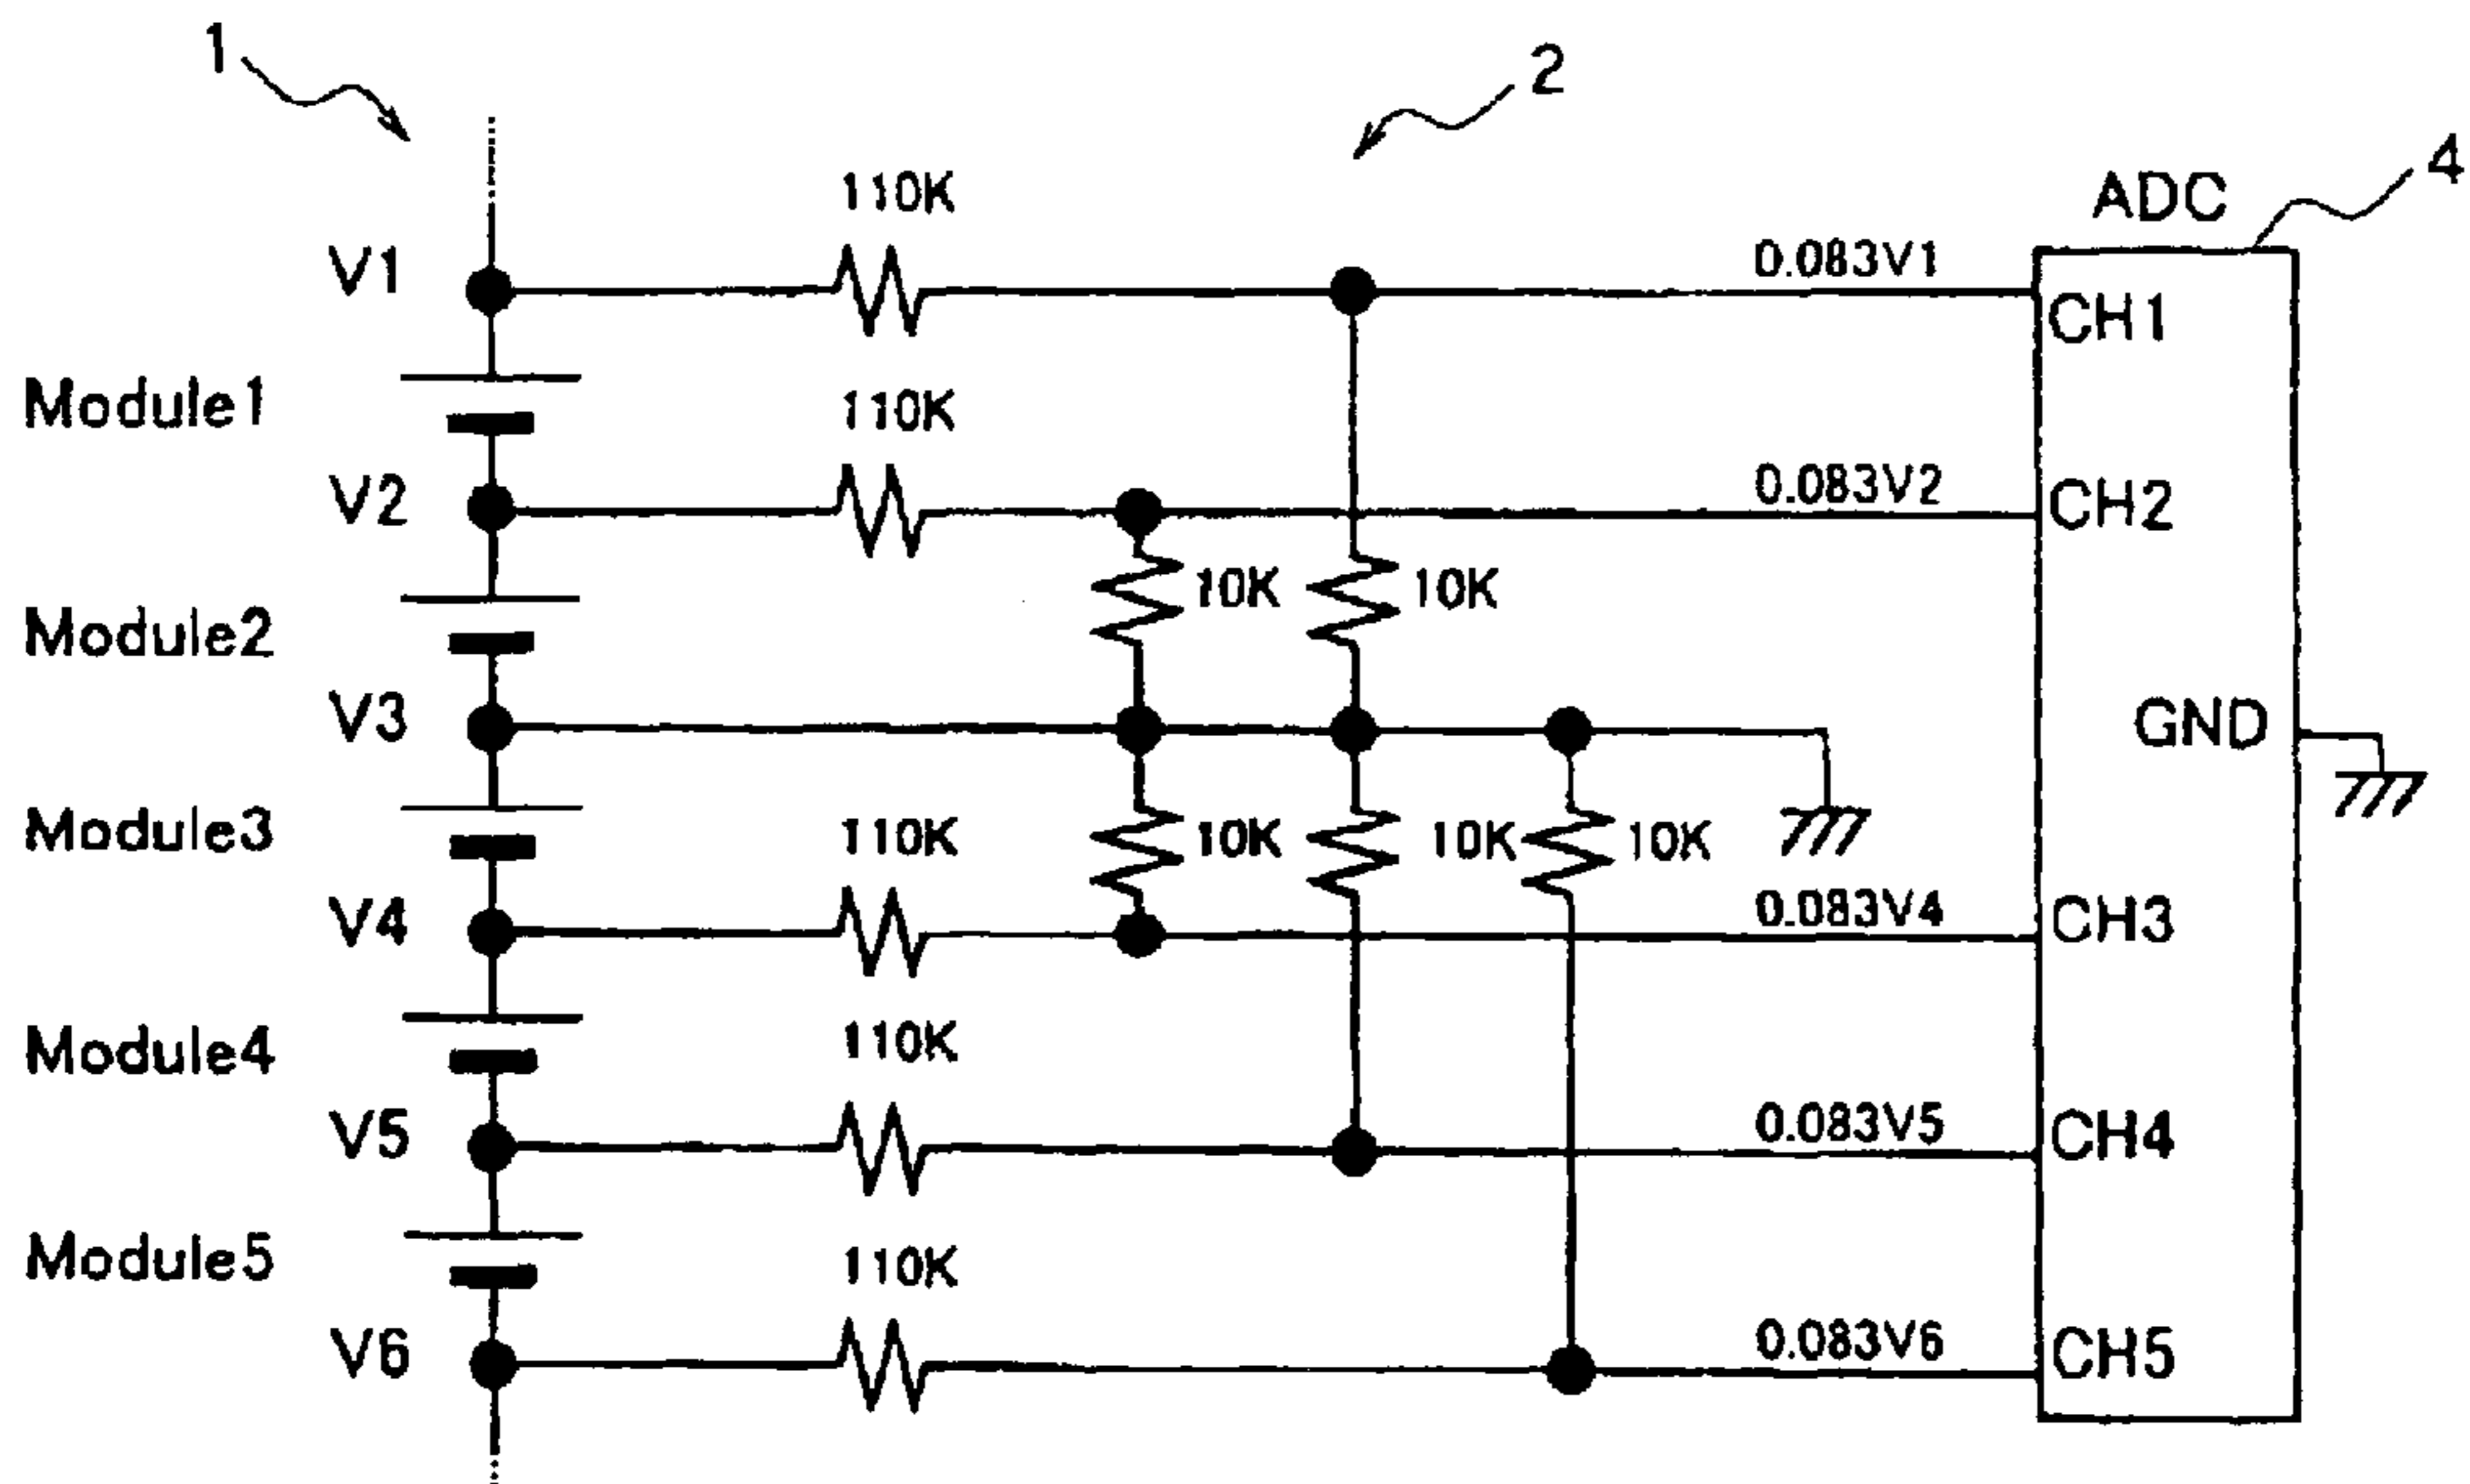 1
2
4
ADC
110K
V1
0.083V1
CH1
Module1
110K
V2
0.083V2
CH2
10K
10K
Module2
V3
GND
Module3
110K
10K
10K
10K
V4
0.083V4
CH3
Module4
110K
V5
0.083V5
CH4
Module5
110K
V6
0.083V6
CH5